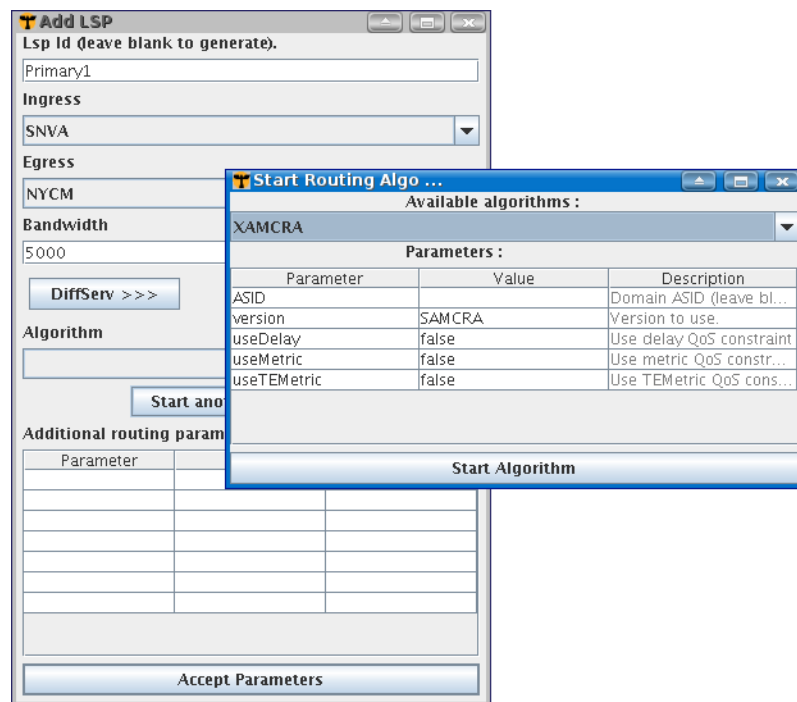 Add LSP
Lsp Id (leave blank to generate).
Primary1
Ingress
SNVA
Egress
NYCM
Bandwidth
5000
DiffServ >>>
Algorithm
Start ano
Additional routing param
Parameter
Accept Parameters
Start Routing Algo ...
Available algorithms :
XAMCRA
Parameters :
Parameter Value Description
ASID Domain ASID (leave bl...
version SAMCRA Version to use.
useDelay false Use delay QoS constraint
useMetric false Use metric QoS constr...
useTEMetric false Use TEMetric QoS cons...
Start Algorithm